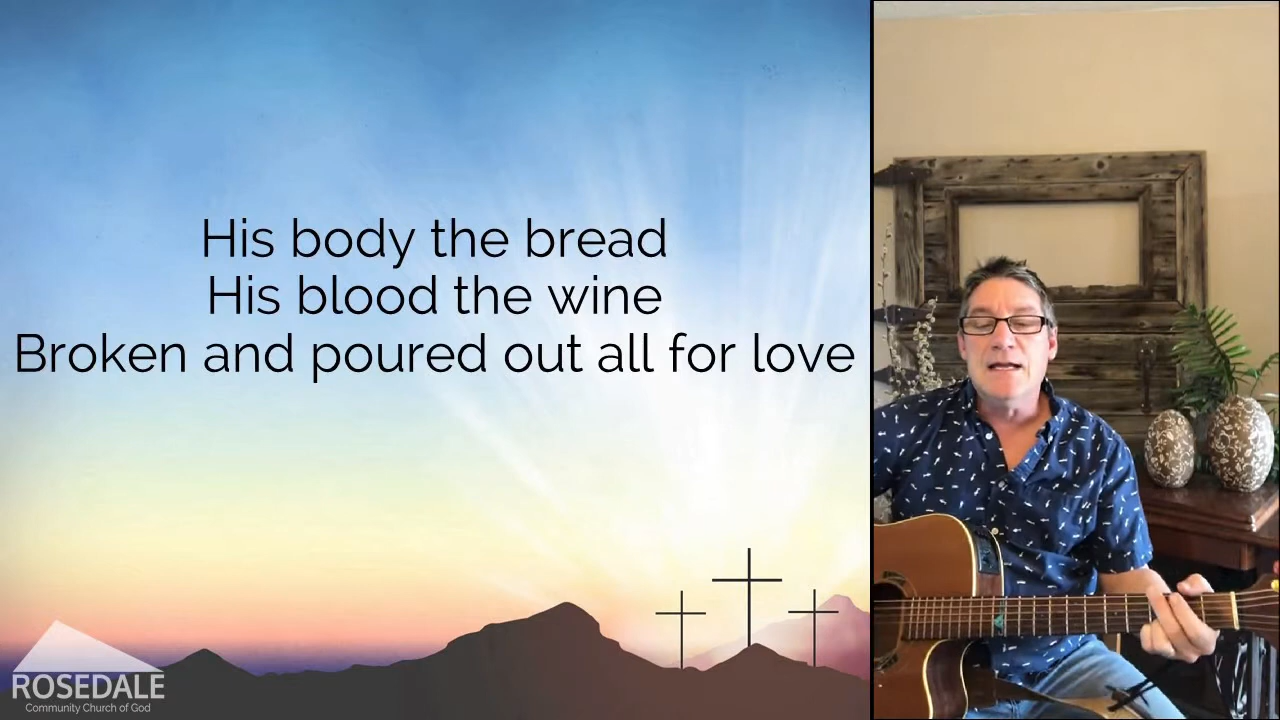 His body the bread
His blood the wine
Broken and poured out all for love
ROSEDALE
Community Church of God